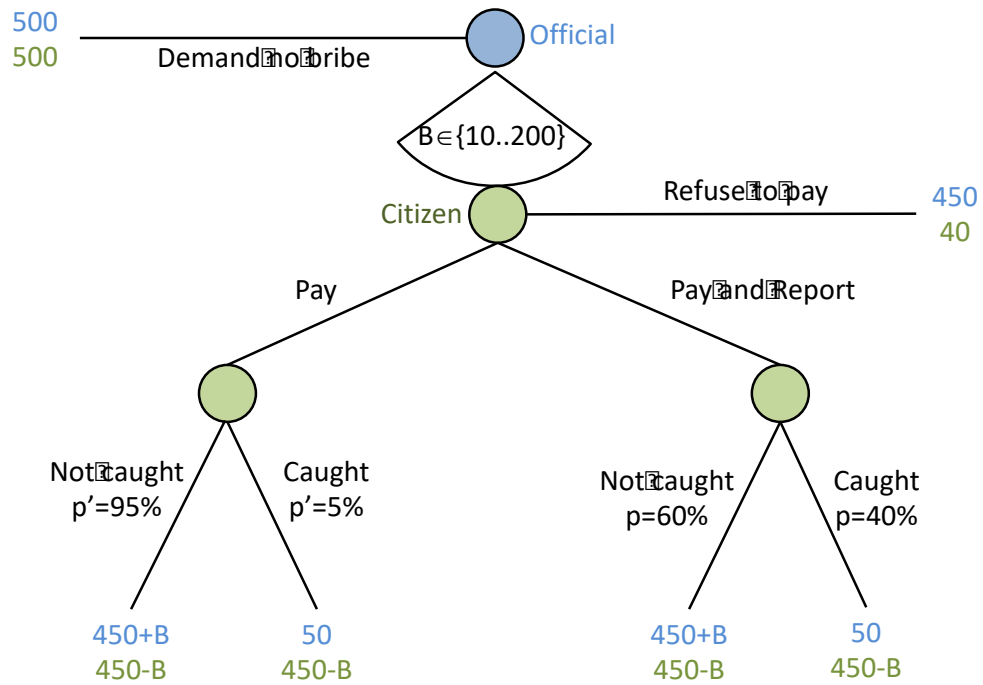 500
500
Official
Demand no bribe
B∈{10..200}
Citizen
Refuse to pay
450
40
Pay
Pay and Report
Not caught
p'=95%
Caught
p'=5%
Not caught
p=60%
Caught
p=40%
450+B
450-B
50
450-B
450+B
450-B
50
450-B